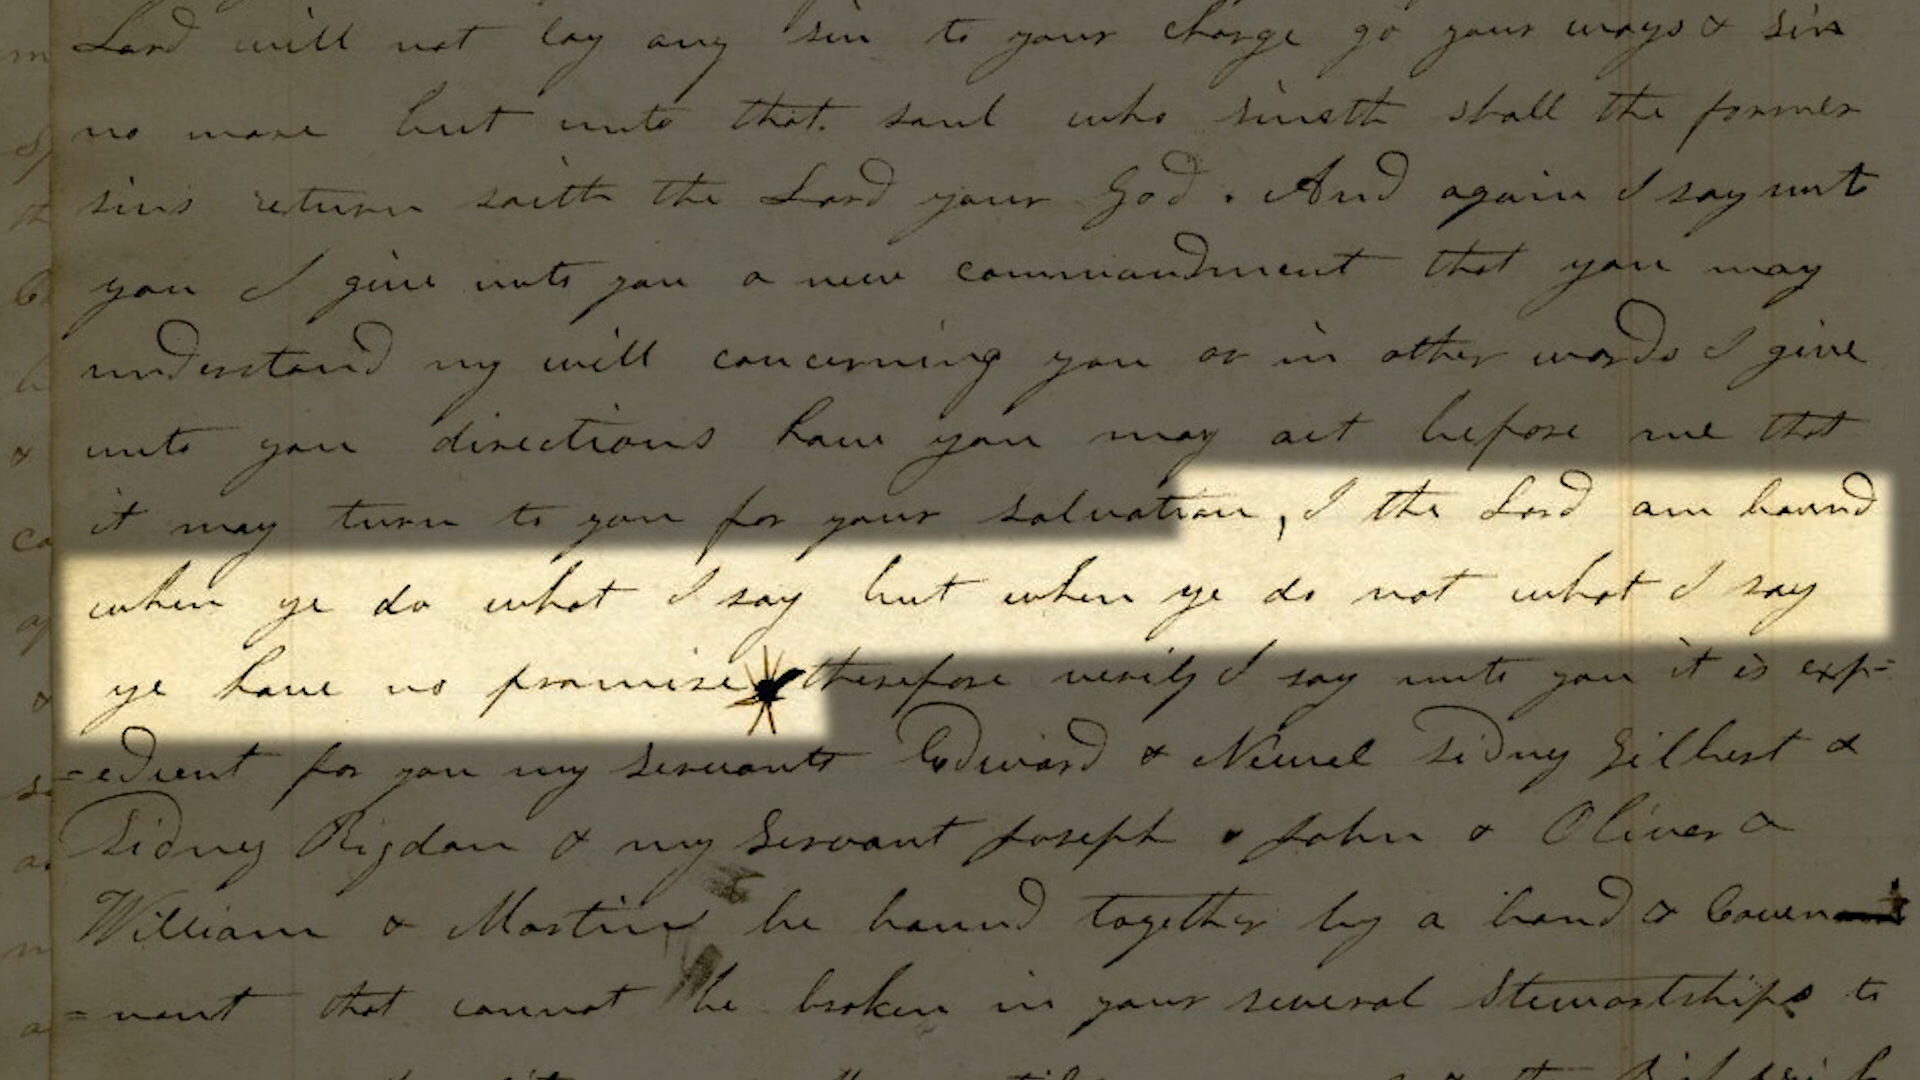 Lord will not lay any sin to your charge go your ways & sin
no more but unto that. soul who sineth shall the former
sins return saith the Lord your God. And again I say unto
you I give unto you a new commandment that you may
understand my will concerning you or in other words I give
unto you directions how you may act before me that
it may turn to you for your salvation, I the Lord am bound
when ye do what I say but when ye do not what I say
ye have no promise therefore verily I say unto you it is exp=
=edient for you my servants Edward & Newel Sidney Gilbert &
Sidney Rigdon & my Servant Joseph & John & Oliver &
William & Martin be bound together by a bond & Coven
=nant that cannot be broken in your several Stewartships to